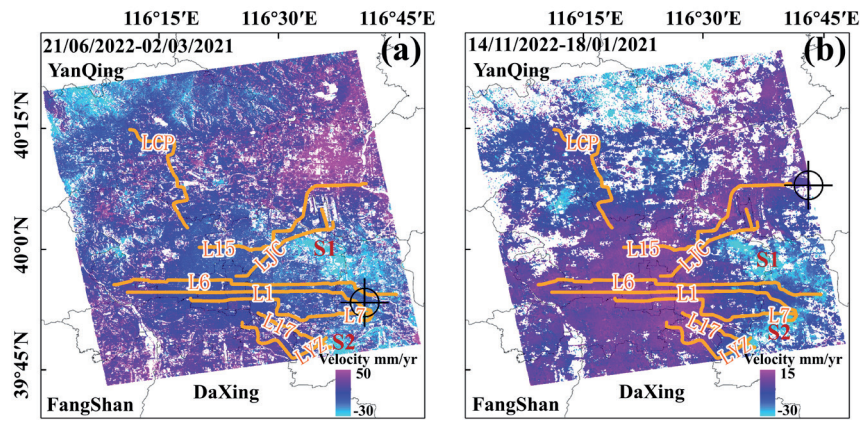 116°15'E 116°30'E 116°45'E 116°15'E 116°30'E 116°45'E
21/06/2022-02/03/2021 (a)
YanQing
LCP
L15
LJC
S1
L6
L1
L7
L17
LYZ
S2
Velocity mm/yr
50
-30
FangShan
DaXing
40°15'N
40°0'N
39°45'N
14/11/2022-18/01/2021 (b)
YanQing
LCP
L15
LJC
S1
L6
L1
L7
L17
LYZ
S2
Velocity mm/yr
15
-30
FangShan
DaXing